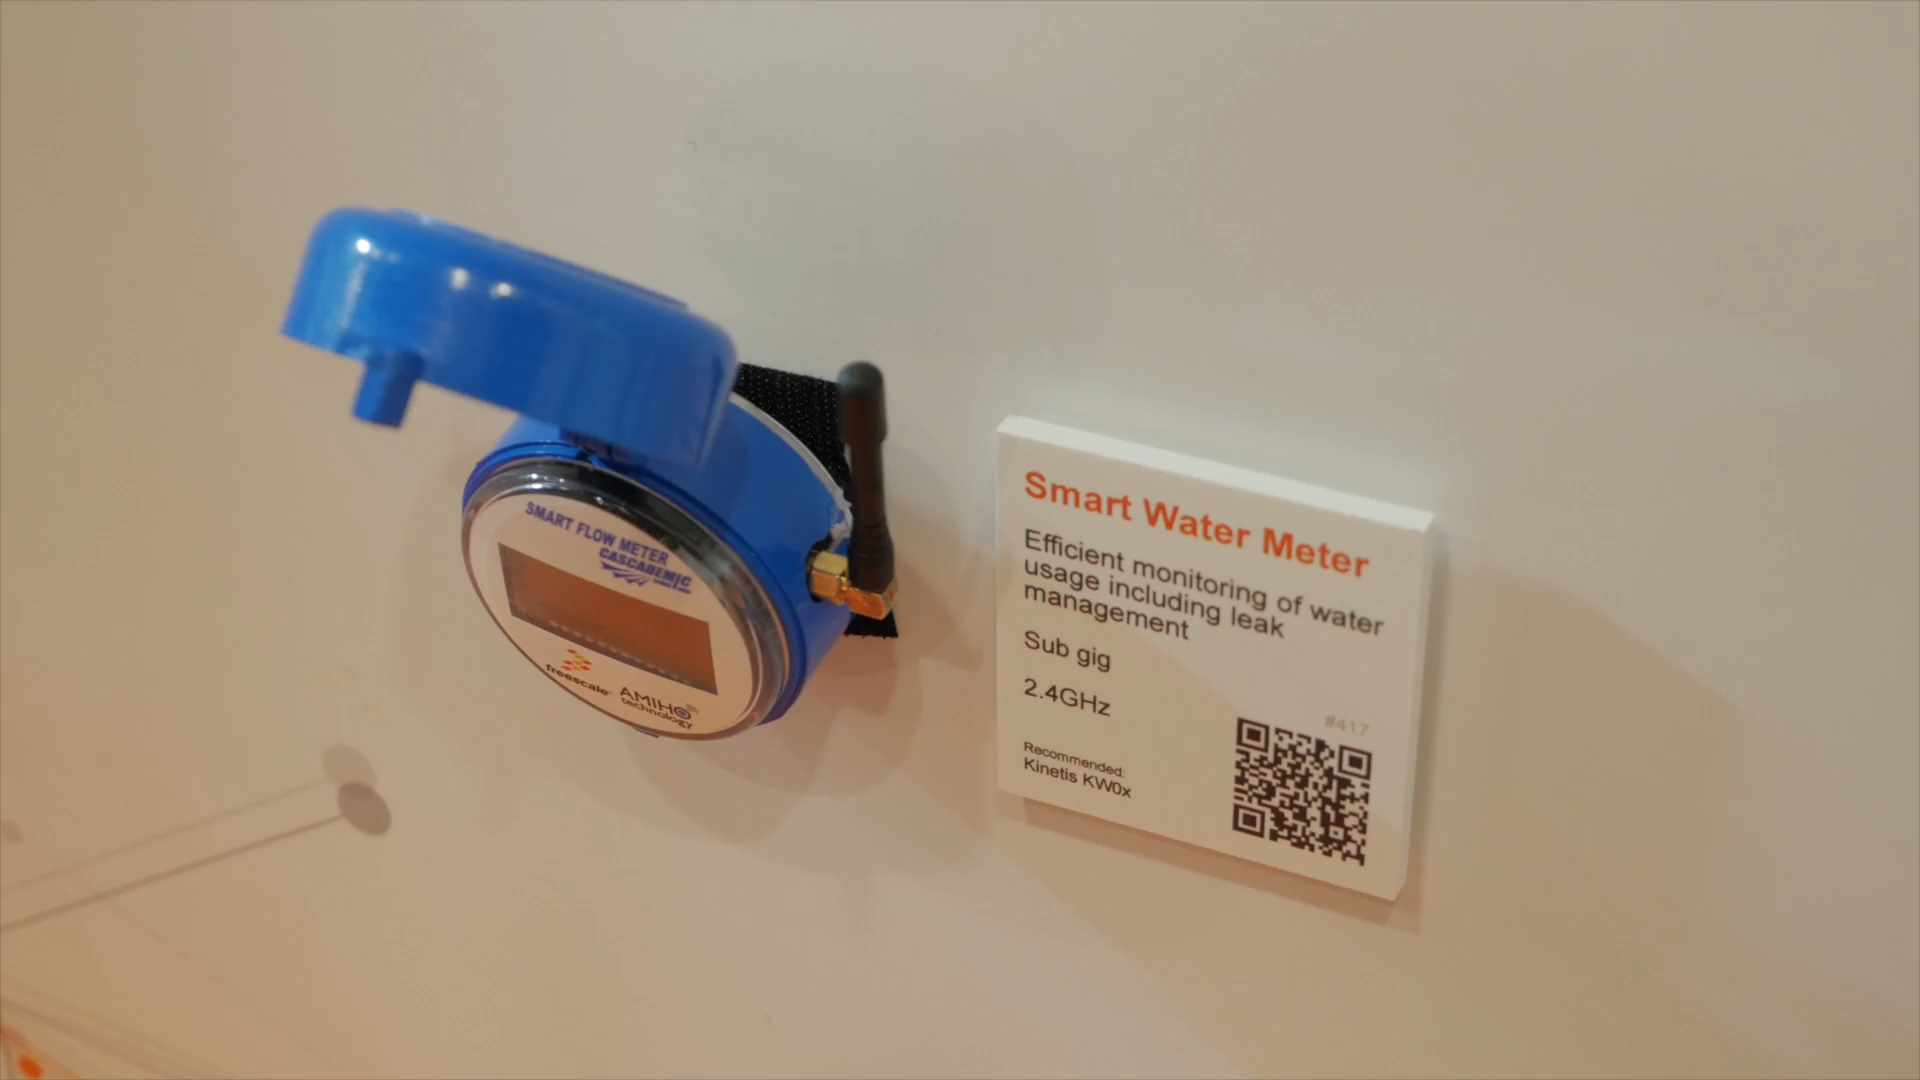 SMART FLOW METER
CASCADEMIC
freescale
AMIHO
technology
Smart Water Meter
Efficient monitoring of water
usage including leak
management
Sub gig
2.4GHz
#417
Recommended:
Kinetis KW0x